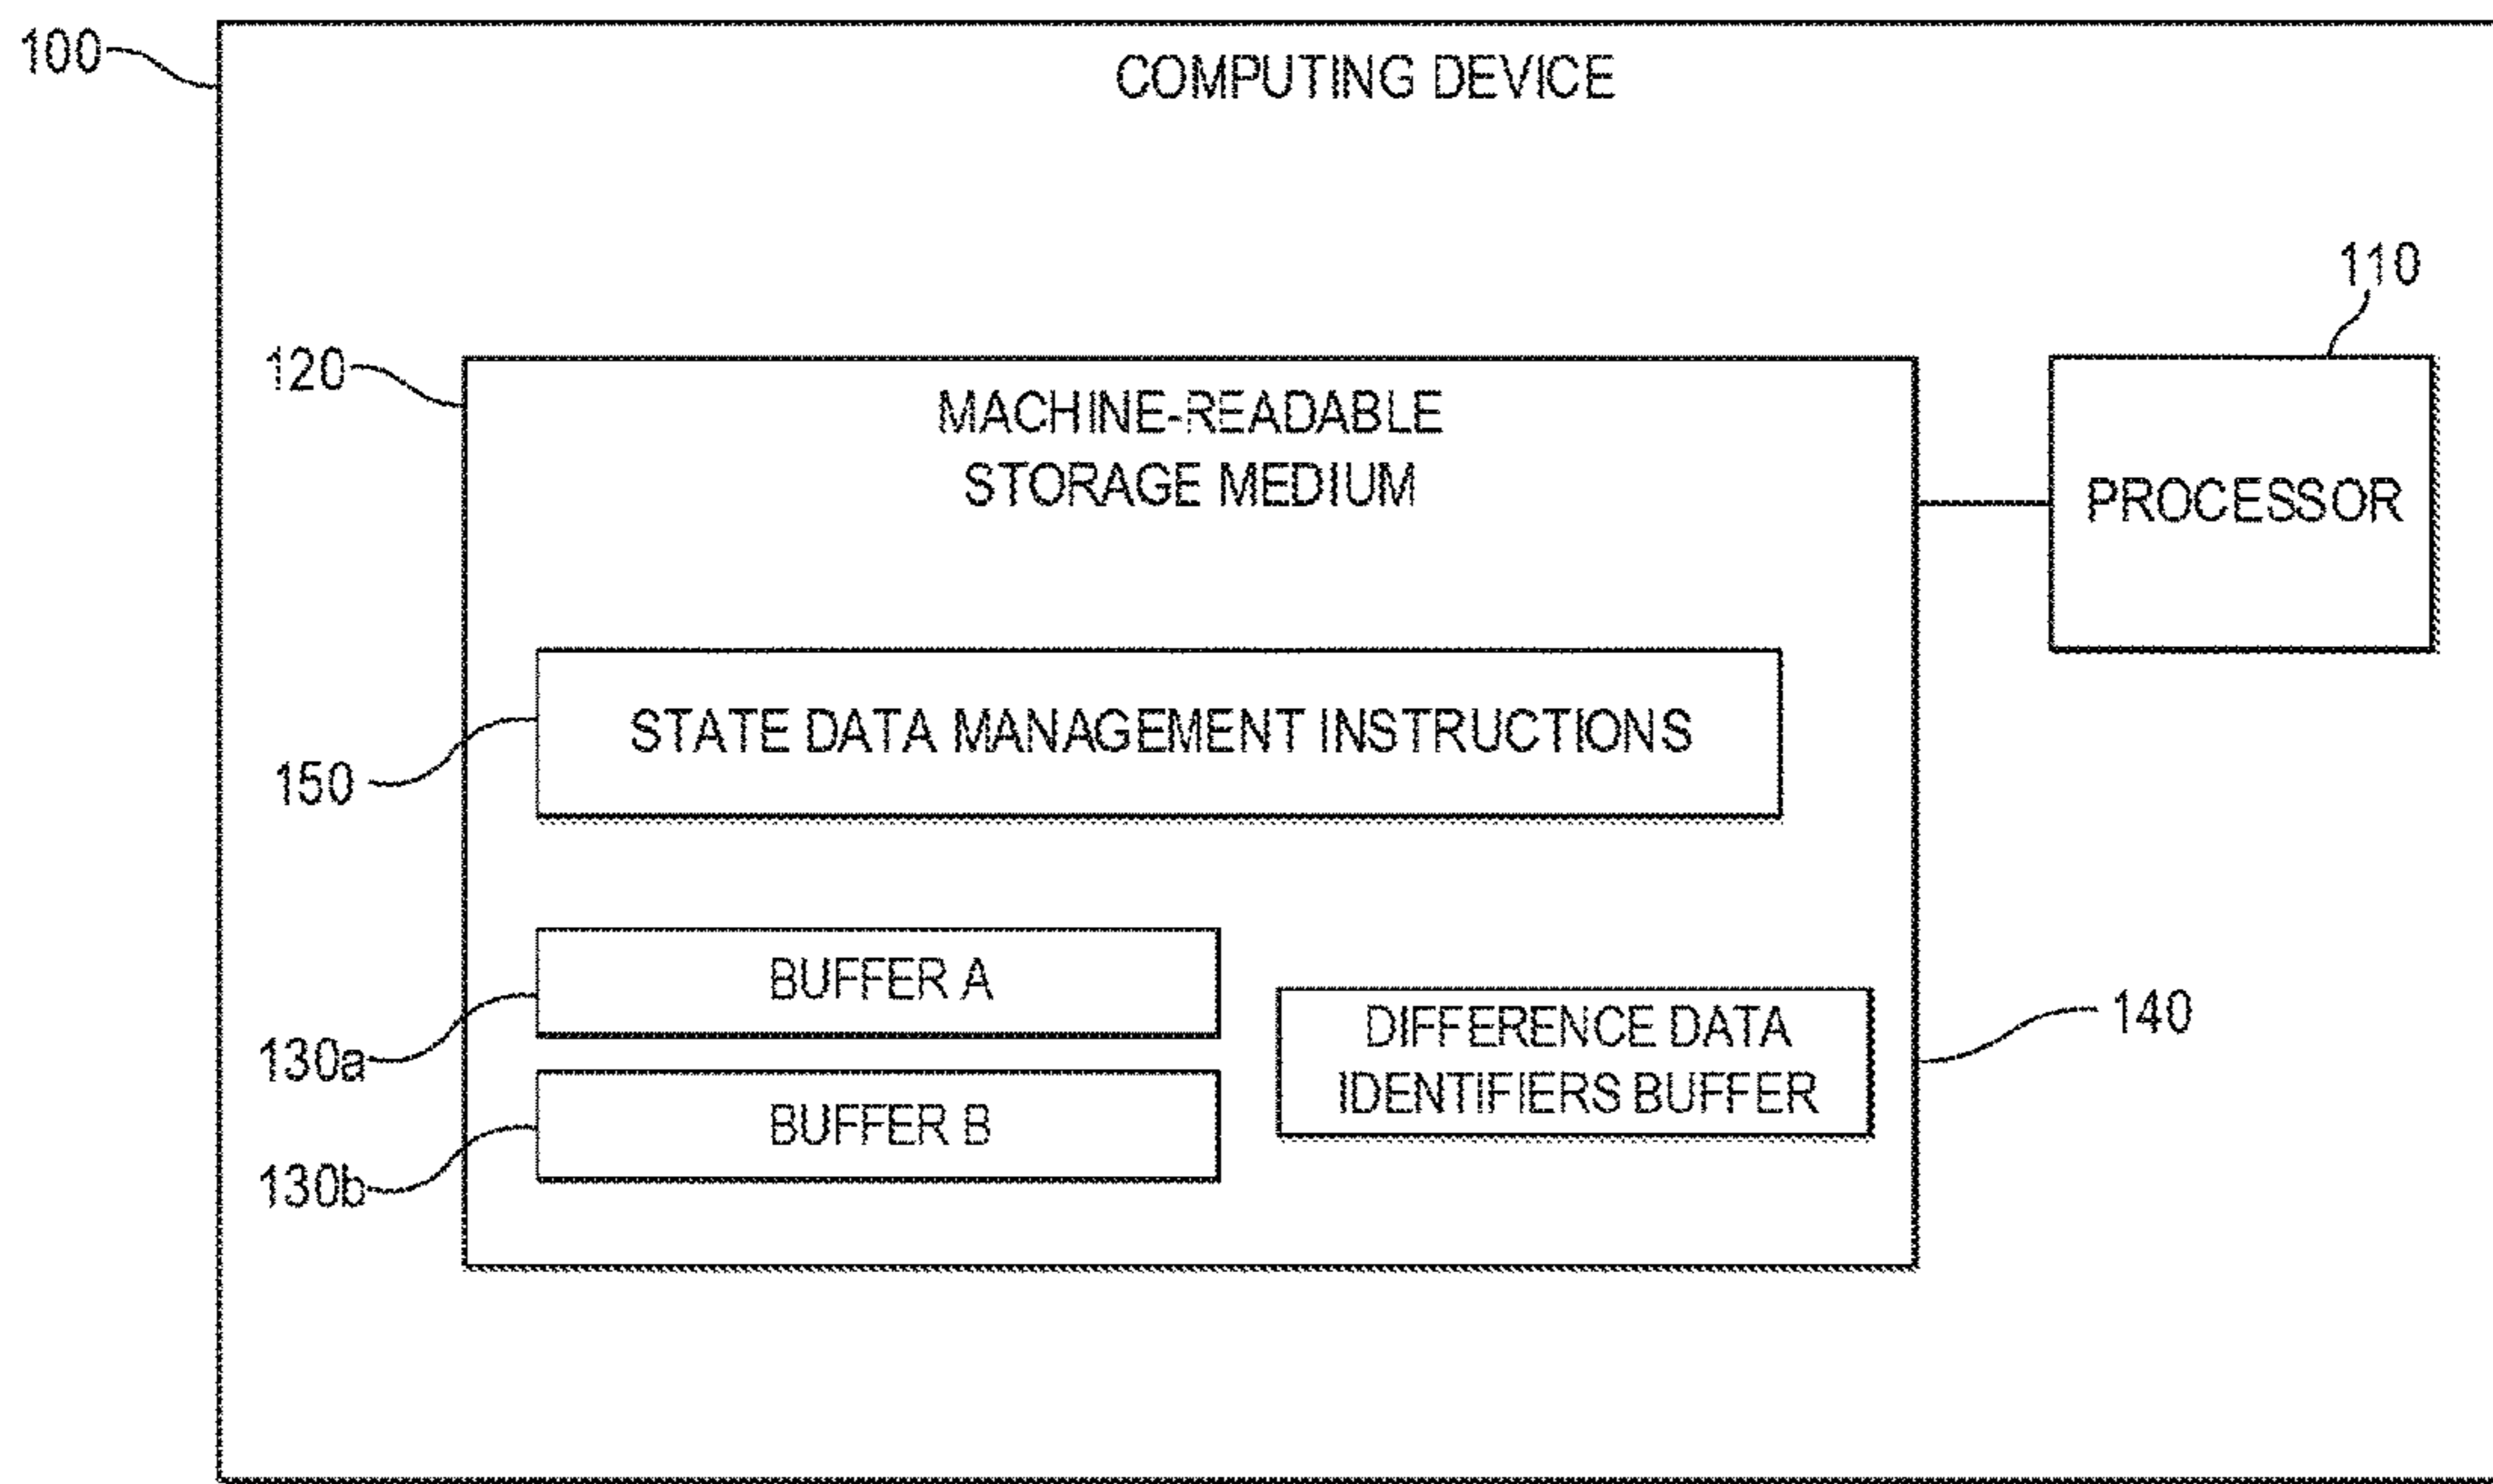 100
COMPUTING DEVICE
110
120
MACHINE-READABLE
STORAGE MEDIUM
PROCESSOR
STATE DATA MANAGEMENT INSTRUCTIONS
150
BUFFER A
130a
DIFFERENCE DATA
IDENTIFIERS BUFFER
140
BUFFER B
130b